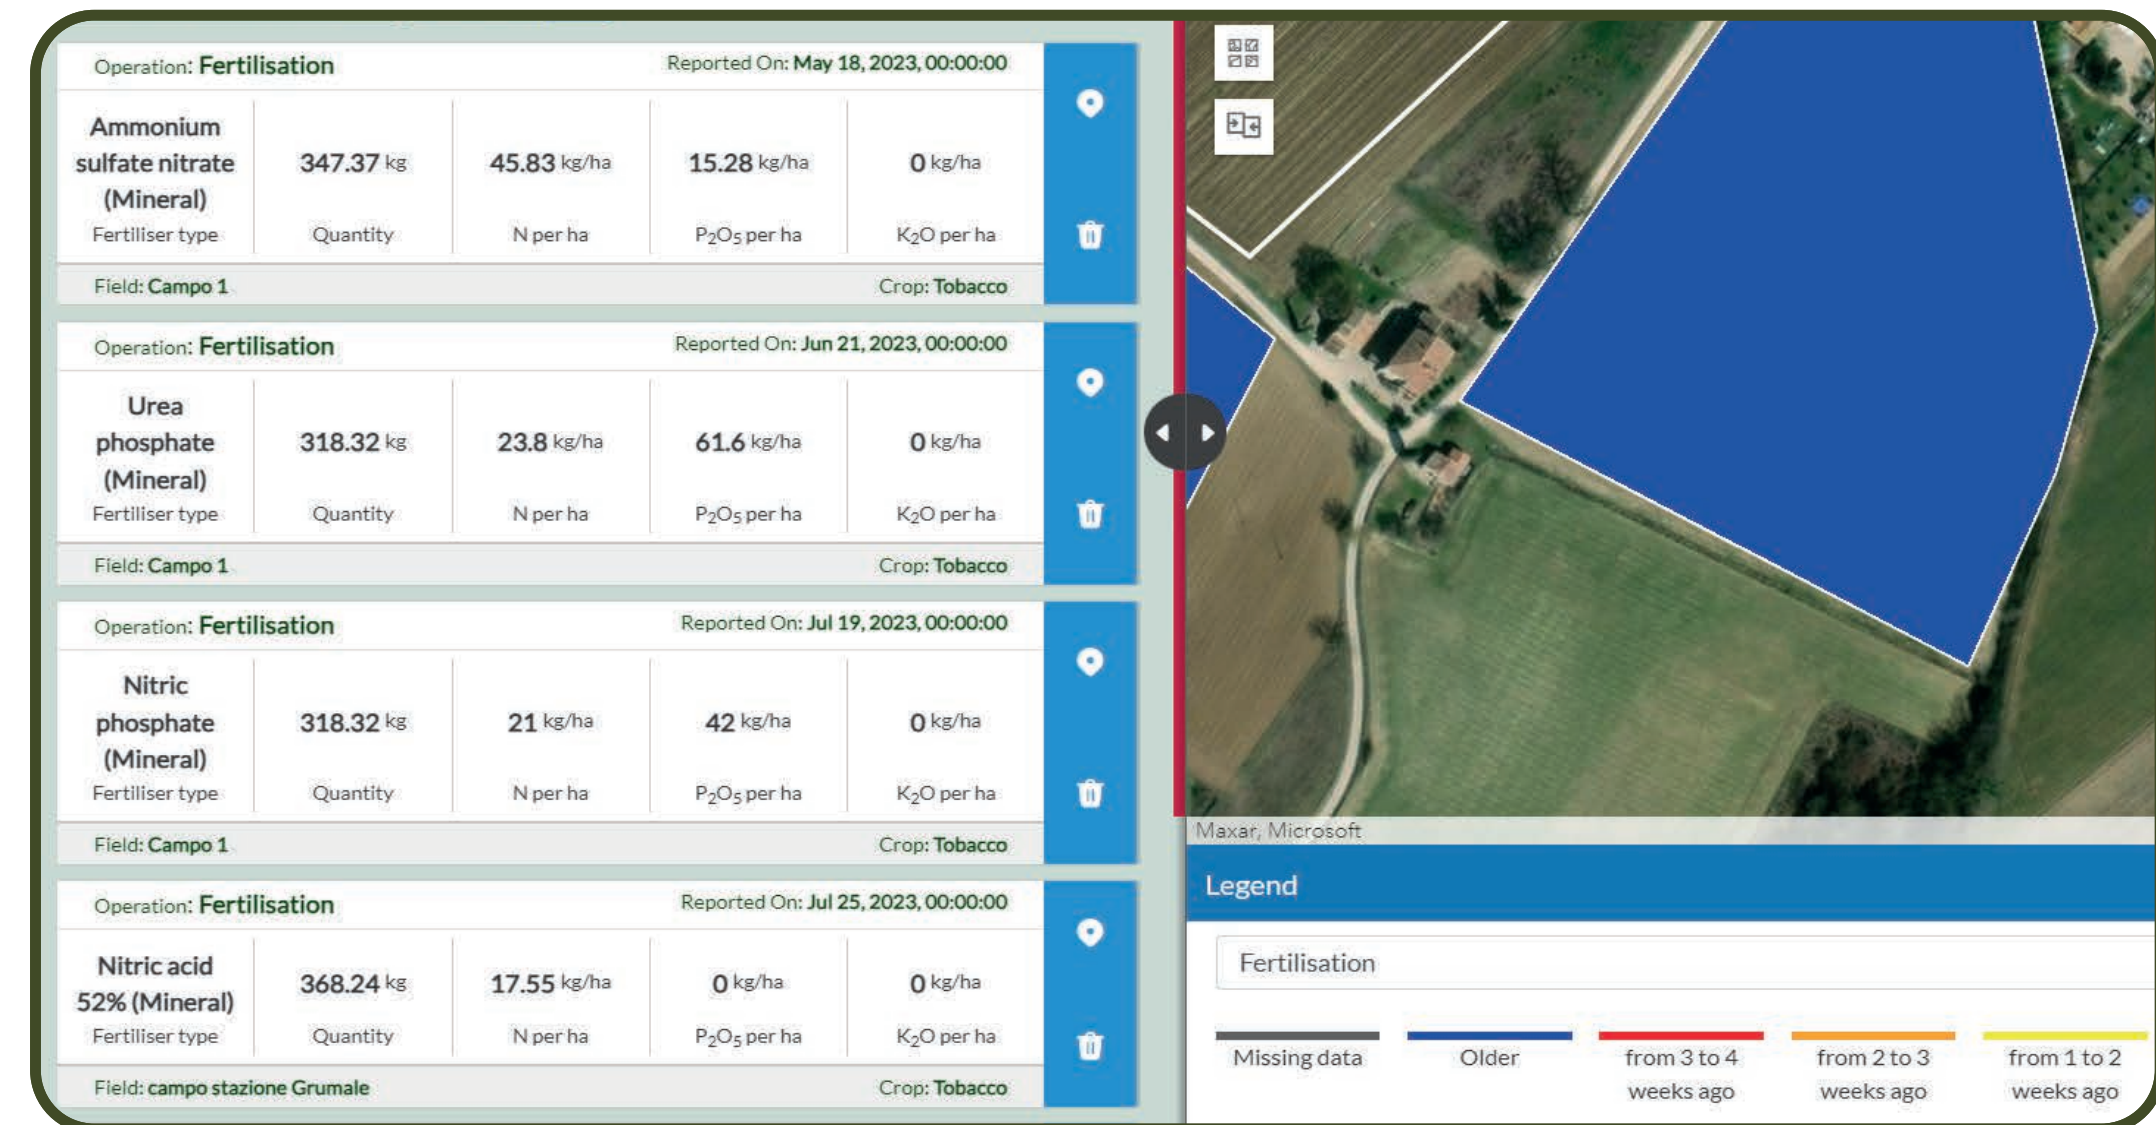 Operation: Fertilisation
Reported On: May 18, 2023, 00:00:00
Ammonium
sulfate nitrate
(Mineral)
Fertiliser type
347.37 kg
Quantity
45.83 kg/ha
N per ha
15.28 kg/ha
P₂O₅ per ha
0 kg/ha
K₂O per ha
Field: Campo 1
Crop: Tobacco
Operation: Fertilisation
Reported On: Jun 21, 2023, 00:00:00
Urea
phosphate
(Mineral)
Fertiliser type
318.32 kg
Quantity
23.8 kg/ha
N per ha
61.6 kg/ha
P₂O₅ per ha
0 kg/ha
K₂O per ha
Field: Campo 1
Crop: Tobacco
Operation: Fertilisation
Reported On: Jul 19, 2023, 00:00:00
Nitric
phosphate
(Mineral)
Fertiliser type
318.32 kg
Quantity
21 kg/ha
N per ha
42 kg/ha
P₂O₅ per ha
0 kg/ha
K₂O per ha
Field: Campo 1
Crop: Tobacco
Operation: Fertilisation
Reported On: Jul 25, 2023, 00:00:00
Nitric acid
52% (Mineral)
Fertiliser type
368.24 kg
Quantity
17.55 kg/ha
N per ha
0 kg/ha
P₂O₅ per ha
0 kg/ha
K₂O per ha
Field: campo stazione Grumale
Crop: Tobacco
Maxar, Microsoft
Legend
Fertilisation
Missing data
Older
from 3 to 4
weeks ago
from 2 to 3
weeks ago
from 1 to 2
weeks ago